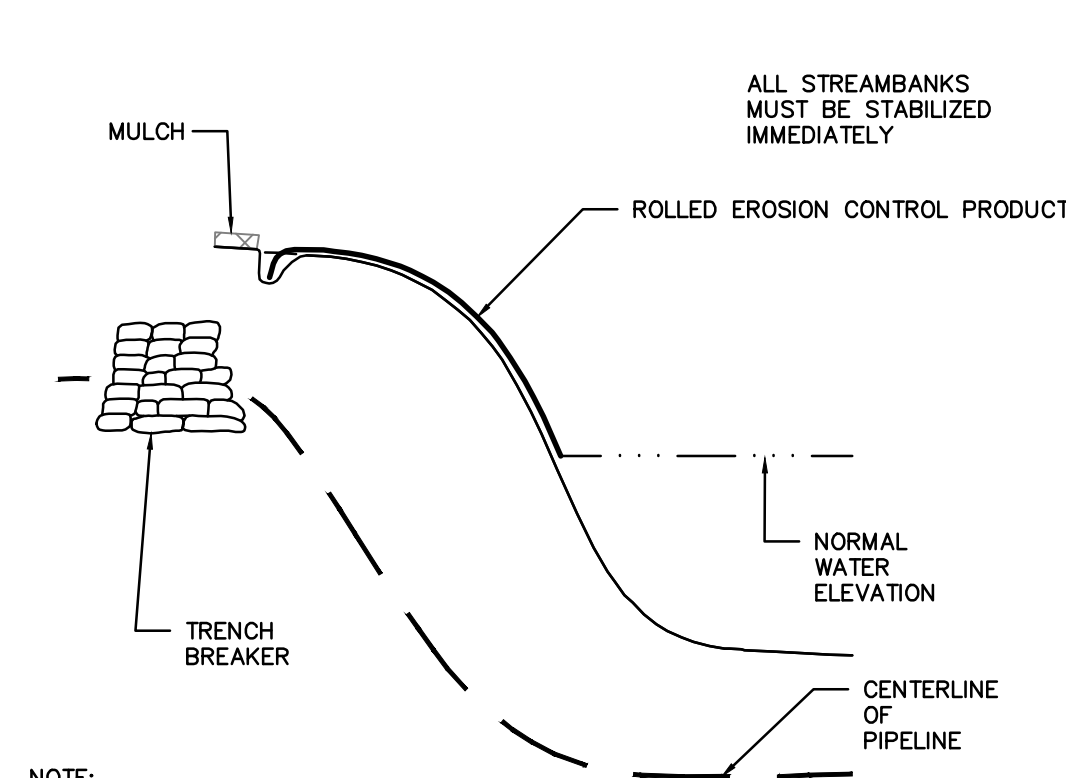 ALL STREAMBANKS
MUST BE STABILIZED
IMMEDIATELY
MULCH
ROLLED EROSION CONTROL PRODUCT
NORMAL
WATER
ELEVATION
TRENCH
BREAKER
CENTERLINE
OF
PIPELINE
NOTE: